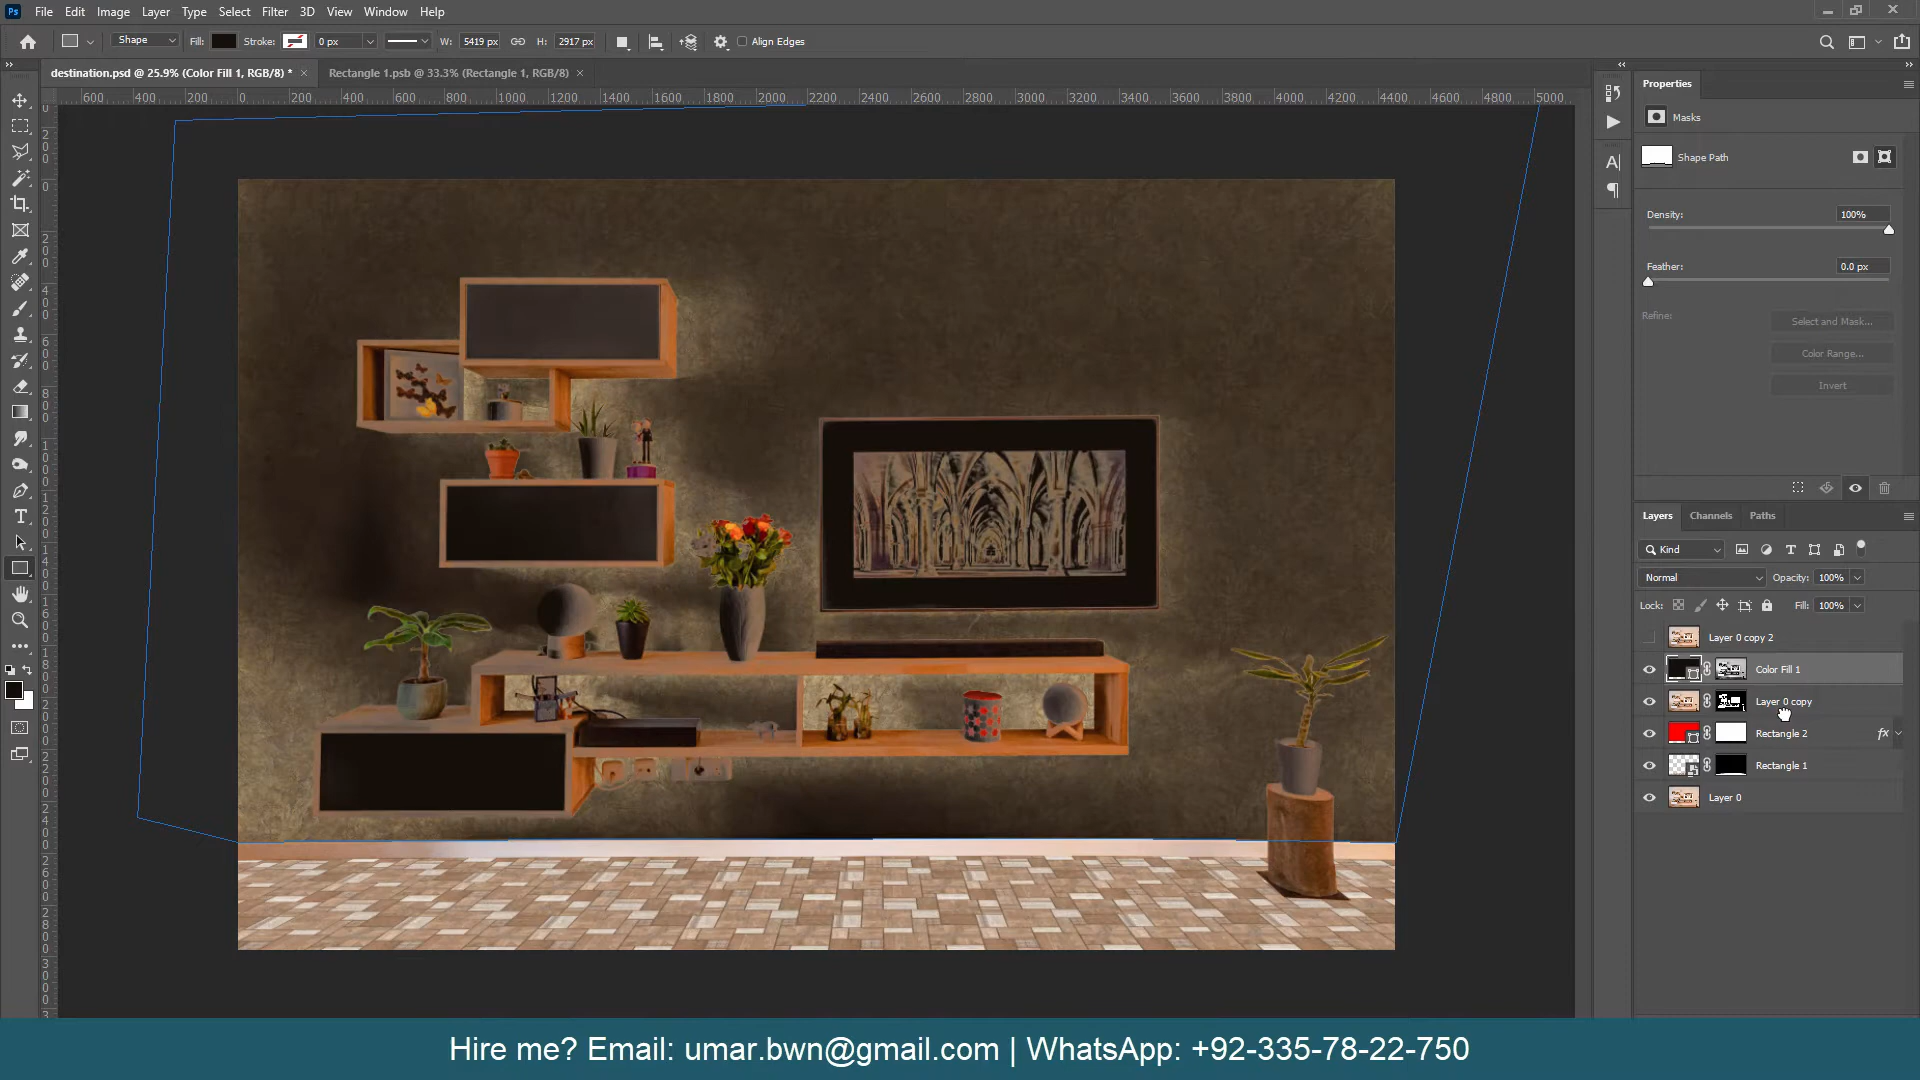 Ps File Edit Image Layer Type Select Filter 3D View Window Help
Shape Fill: Stroke: 0 px W: 5419 px H: 2917 px Align Edges
destination.psd @ 25.9% (Color Fill 1, RGB/8) * × Rectangle 1.psb @ 33.3% (Rectangle 1, RGB/8) ×
600 400 200 0 200 400 600 800 1000 1200 1400 1600 1800 2000 2200 2400 2600 2800 3000 3200 3400 3600 3800 4000 4200 4400 4600 4800 5000
Properties
Masks
Shape Path
Density: 100%
Feather: 0.0 px
Refine: Select and Mask...
Color Range...
Invert
Layers Channels Paths
Kind
Normal Opacity: 100%
Lock: Fill: 100%
Layer 0 copy 2
Color Fill 1
Layer 0 copy
Rectangle 2 fx
Rectangle 1
Layer 0
Hire me? Email: umar.bwn@gmail.com | WhatsApp: +92-335-78-22-750